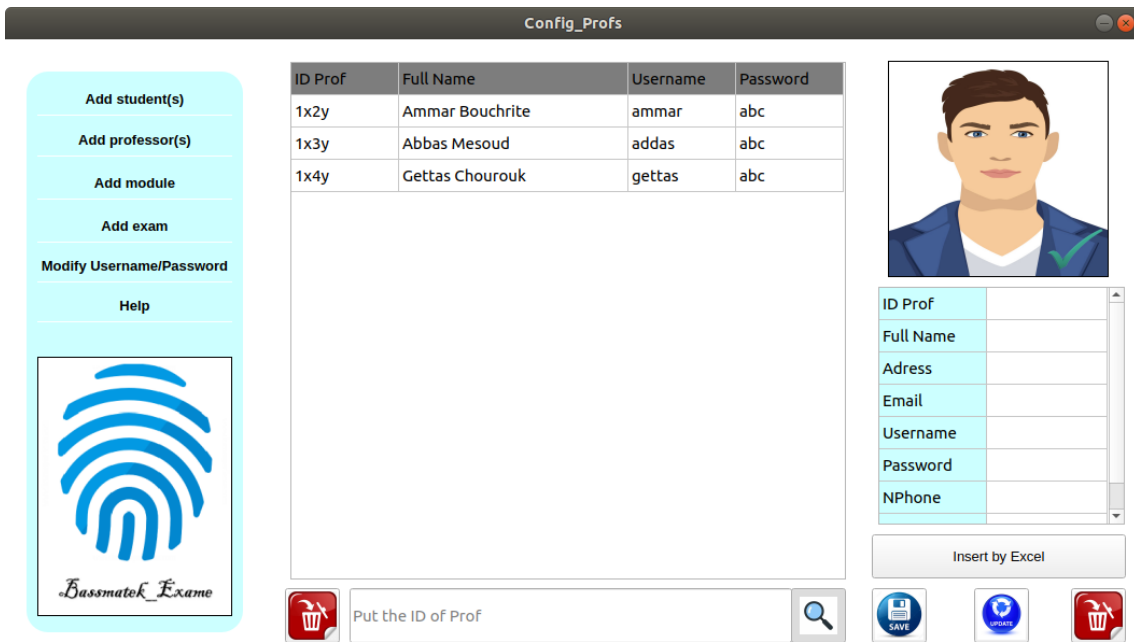 Config_Profs
Add student(s)
Add professor(s)
Add module
Add exam
Modify Username/Password
Help
Bassmatek_Exame
ID Prof Full Name Username Password
1x2y Ammar Bouchrite ammar abc
1x3y Abbas Mesoud addas abc
1x4y Gettas Chourouk gettas abc
Put the ID of Prof
ID Prof
Full Name
Adress
Email
Username
Password
NPhone
Insert by Excel
SAVE
UPDATE